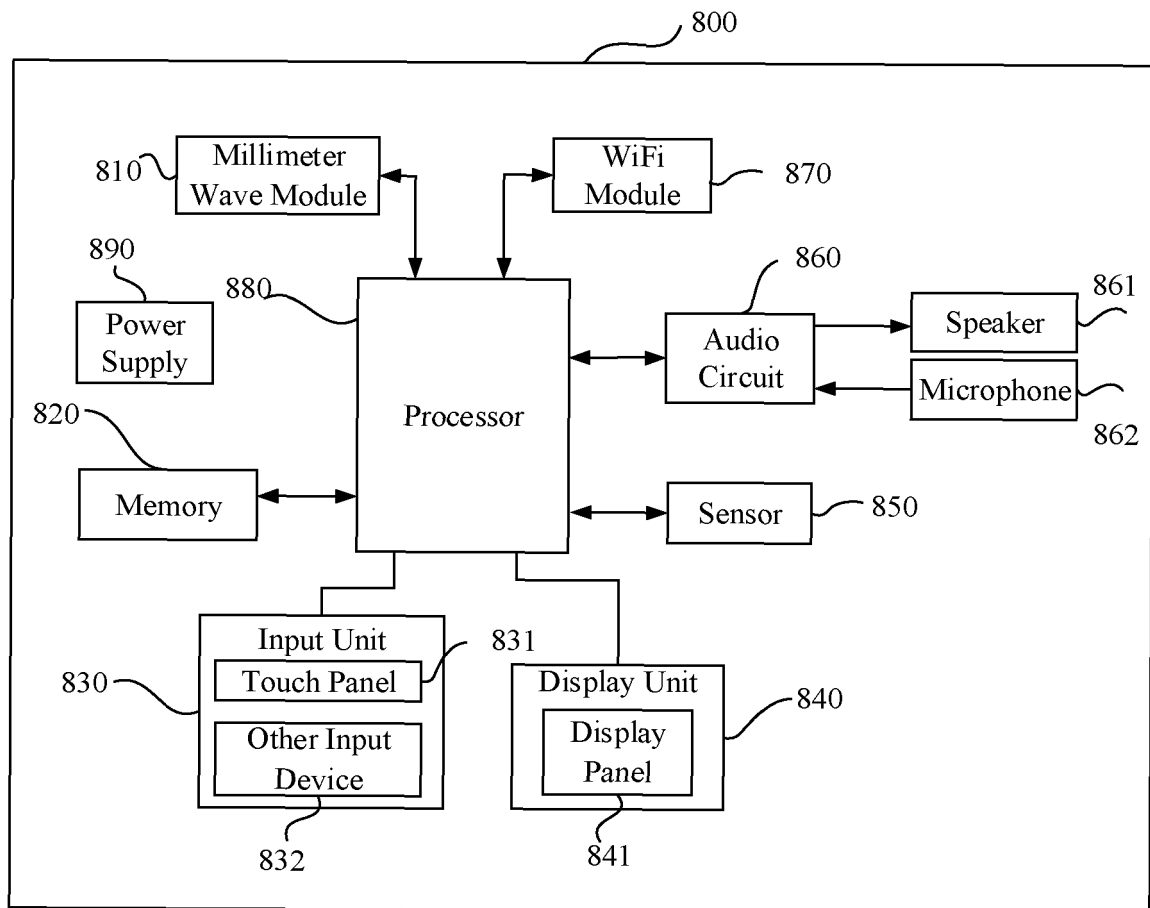 800
810
Millimeter
Wave Module
WiFi
Module
870
890
Power
Supply
880
860
Audio
Circuit
Speaker
861
Microphone
862
Processor
820
Memory
Sensor
850
Input Unit
831
Touch Panel
830
Other Input
Device
832
Display Unit
840
Display
Panel
841